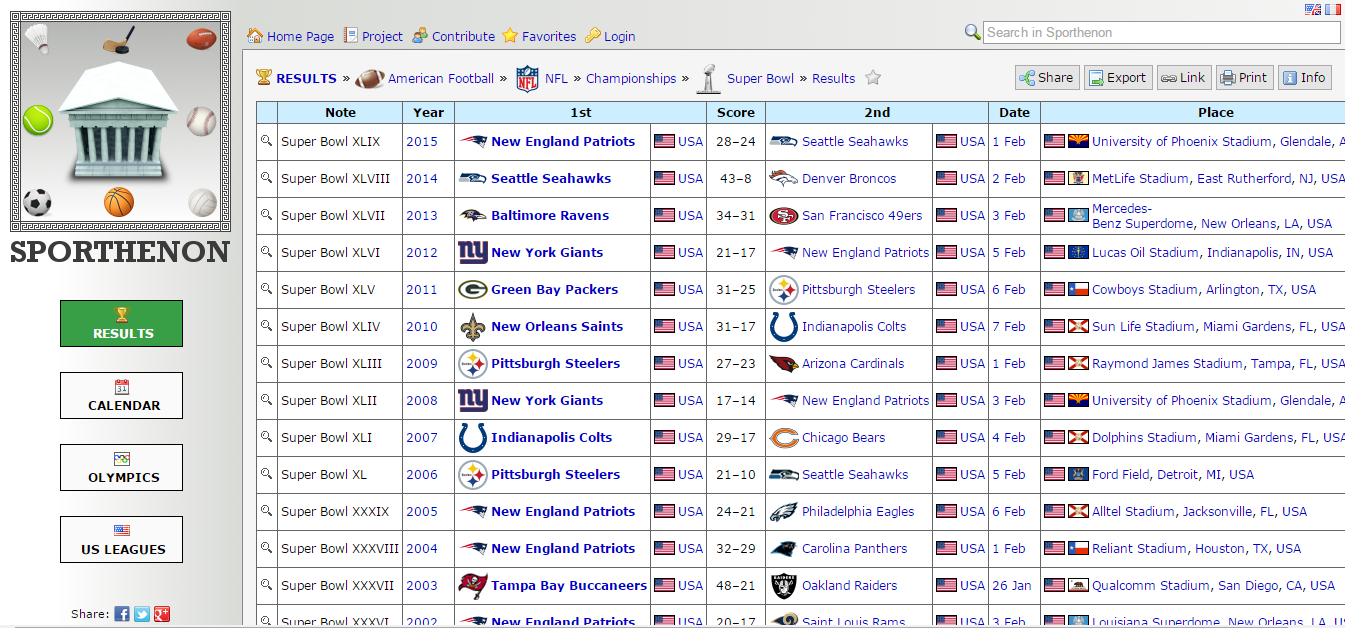 Home Page Project Contribute Favorites Login Search in Sporthenon
SPORTHENON
RESULTS
31
CALENDAR
OLYMPICS
US LEAGUES
Share:
RESULTS » American Football » NFL » Championships » Super Bowl » Results Share Export Link Print Info
Note Year 1st Score 2nd Date Place
Super Bowl XLIX 2015 New England Patriots USA 28–24 Seattle Seahawks USA 1 Feb University of Phoenix Stadium, Glendale, A
Super Bowl XLVIII 2014 Seattle Seahawks USA 43–8 Denver Broncos USA 2 Feb MetLife Stadium, East Rutherford, NJ, USA
Super Bowl XLVII 2013 Baltimore Ravens USA 34–31 San Francisco 49ers USA 3 Feb Mercedes-
Benz Superdome, New Orleans, LA, USA
Super Bowl XLVI 2012 New York Giants USA 21–17 New England Patriots USA 5 Feb Lucas Oil Stadium, Indianapolis, IN, USA
Super Bowl XLV 2011 Green Bay Packers USA 31–25 Pittsburgh Steelers USA 6 Feb Cowboys Stadium, Arlington, TX, USA
Super Bowl XLIV 2010 New Orleans Saints USA 31–17 Indianapolis Colts USA 7 Feb Sun Life Stadium, Miami Gardens, FL, USA
Super Bowl XLIII 2009 Pittsburgh Steelers USA 27–23 Arizona Cardinals USA 1 Feb Raymond James Stadium, Tampa, FL, USA
Super Bowl XLII 2008 New York Giants USA 17–14 New England Patriots USA 3 Feb University of Phoenix Stadium, Glendale, A
Super Bowl XLI 2007 Indianapolis Colts USA 29–17 Chicago Bears USA 4 Feb Dolphins Stadium, Miami Gardens, FL, USA
Super Bowl XL 2006 Pittsburgh Steelers USA 21–10 Seattle Seahawks USA 5 Feb Ford Field, Detroit, MI, USA
Super Bowl XXXIX 2005 New England Patriots USA 24–21 Philadelphia Eagles USA 6 Feb Alltel Stadium, Jacksonville, FL, USA
Super Bowl XXXVIII 2004 New England Patriots USA 32–29 Carolina Panthers USA 1 Feb Reliant Stadium, Houston, TX, USA
Super Bowl XXXVII 2003 Tampa Bay Buccaneers USA 48–21 Oakland Raiders USA 26 Jan Qualcomm Stadium, San Diego, CA, USA
Super Bowl XXXVI 2002 New England Patriots USA 20–17 Saint Louis Rams USA 3 Feb Louisiana Superdome, New Orleans, LA, US